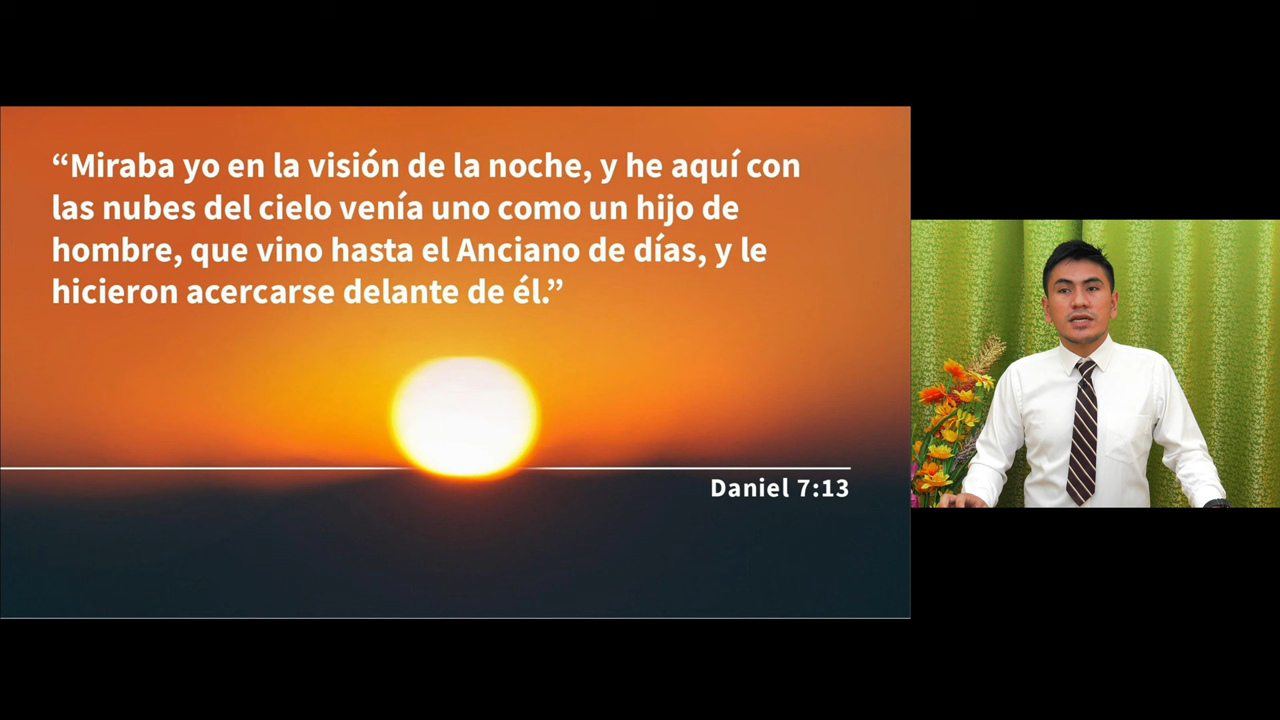 “Miraba yo en la visión de la noche, y he aquí con
las nubes del cielo venía uno como un hijo de
hombre, que vino hasta el Anciano de días, y le
hicieron acercarse delante de él.”
Daniel 7:13